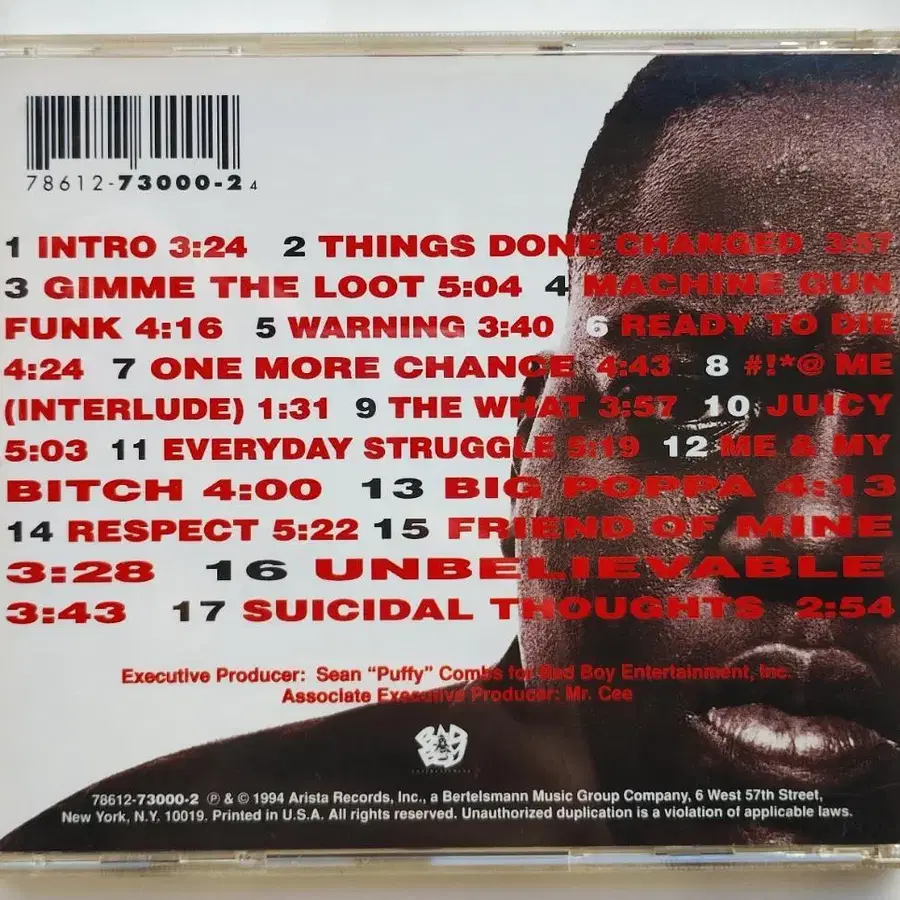 78612-73000-2 4
1 INTRO 3:24 2 THINGS DONE CHANGED 3:57
3 GIMME THE LOOT 5:04 4 MACHINE GUN
FUNK 4:16 5 WARNING 3:40 6 READY TO DIE
4:24 7 ONE MORE CHANCE 4:43 8 #!*@ ME
(INTERLUDE) 1:31 9 THE WHAT 3:57 10 JUICY
5:03 11 EVERYDAY STRUGGLE 5:19 12 ME & MY
BITCH 4:00 13 BIG POPPA 4:13
14 RESPECT 5:22 15 FRIEND OF MINE
3:28 16 UNBELIEVABLE
3:43 17 SUICIDAL THOUGHTS 2:54
Executive Producer: Sean "Puffy" Combs for Bad Boy Entertainment, Inc.
Associate Executive Producer: Mr. Cee
BAD
BOY
78612-73000-2 ℗ & © 1994 Arista Records, Inc., a Bertelsmann Music Group Company, 6 West 57th Street,
New York, N.Y. 10019. Printed in U.S.A. All rights reserved. Unauthorized duplication is a violation of applicable laws.